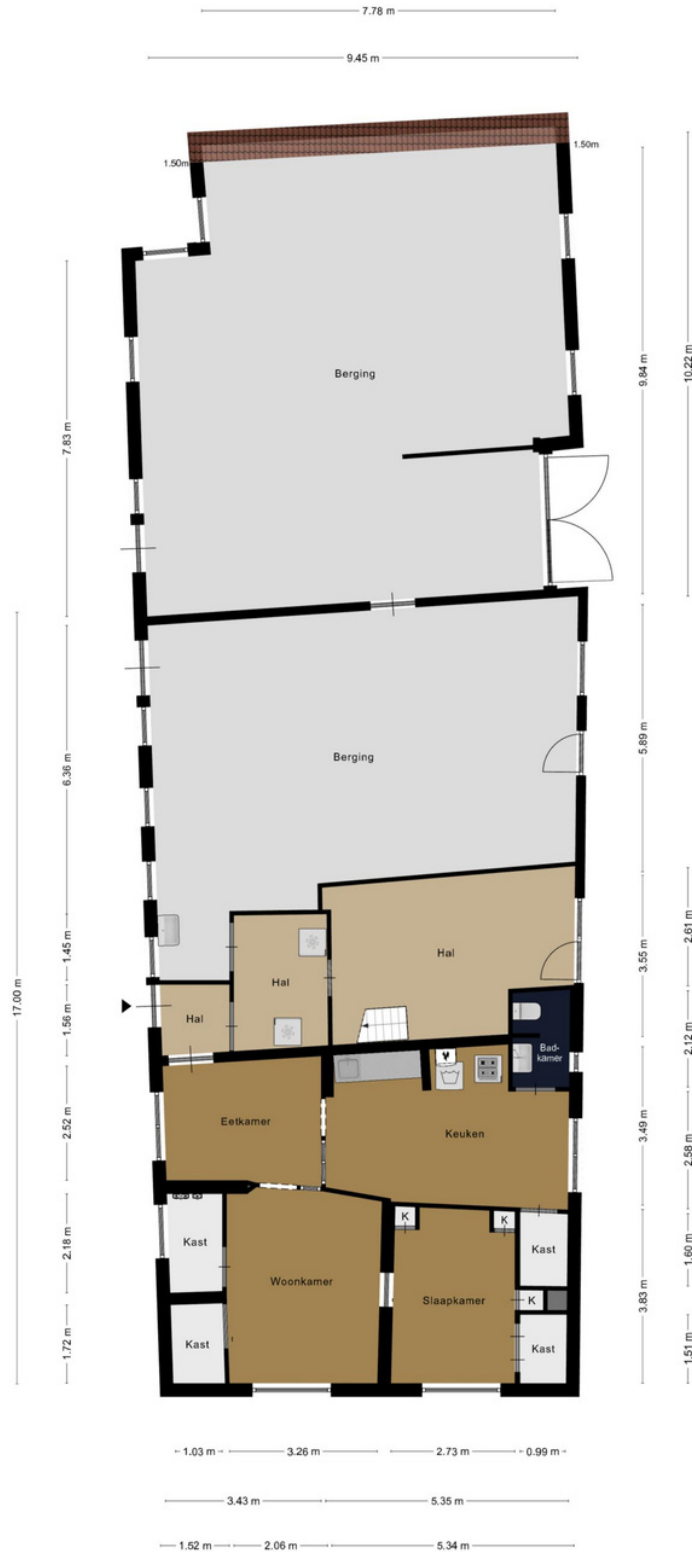 7.78 m
9.45 m
1.50m
1.50m
Berging
7.83 m
9.84 m
10.22 m
Berging
6.36 m
5.89 m
17.00 m
Hal
Hal
Hal
1.45 m
1.56 m
3.55 m
2.61 m
2.12 m
Bad-
kamer
Eetkamer
Keuken
2.52 m
3.49 m
2.58 m
K
K
Kast
Kast
2.18 m
1.60 m
Woonkamer
Slaapkamer
K
3.83 m
Kast
Kast
1.72 m
1.51 m
1.03 m
3.26 m
2.73 m
0.99 m
3.43 m
5.35 m
1.52 m
2.06 m
5.34 m